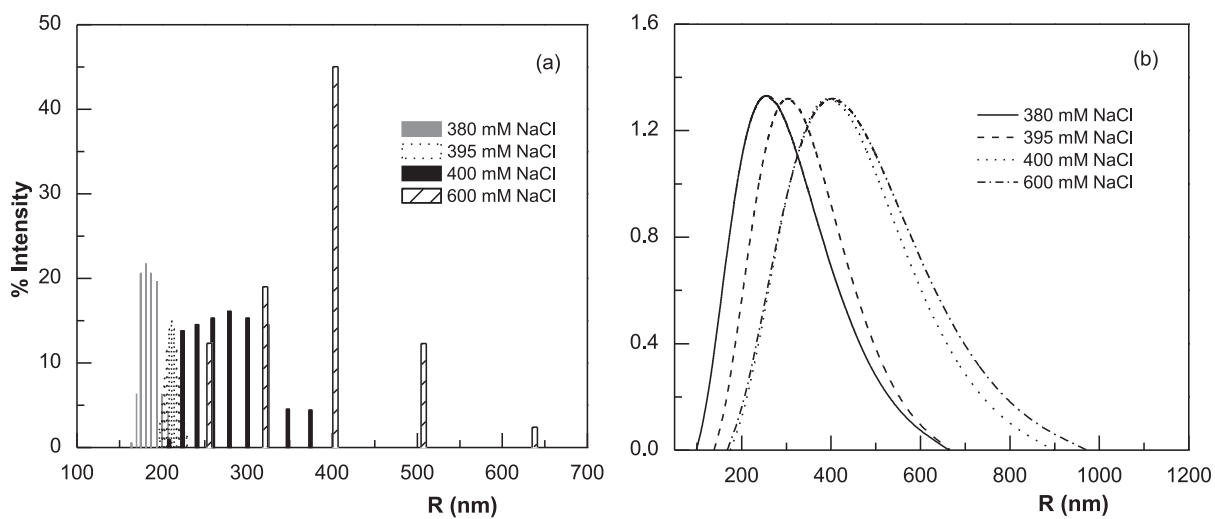 50
40
30
20
10
0
% Intensity
(a)
380 mM NaCl
395 mM NaCl
400 mM NaCl
600 mM NaCl
100 200 300 400 500 600 700
R (nm)
1.6
1.2
0.8
0.4
0.0
(b)
380 mM NaCl
395 mM NaCl
400 mM NaCl
600 mM NaCl
200 400 600 800 1000 1200
R (nm)